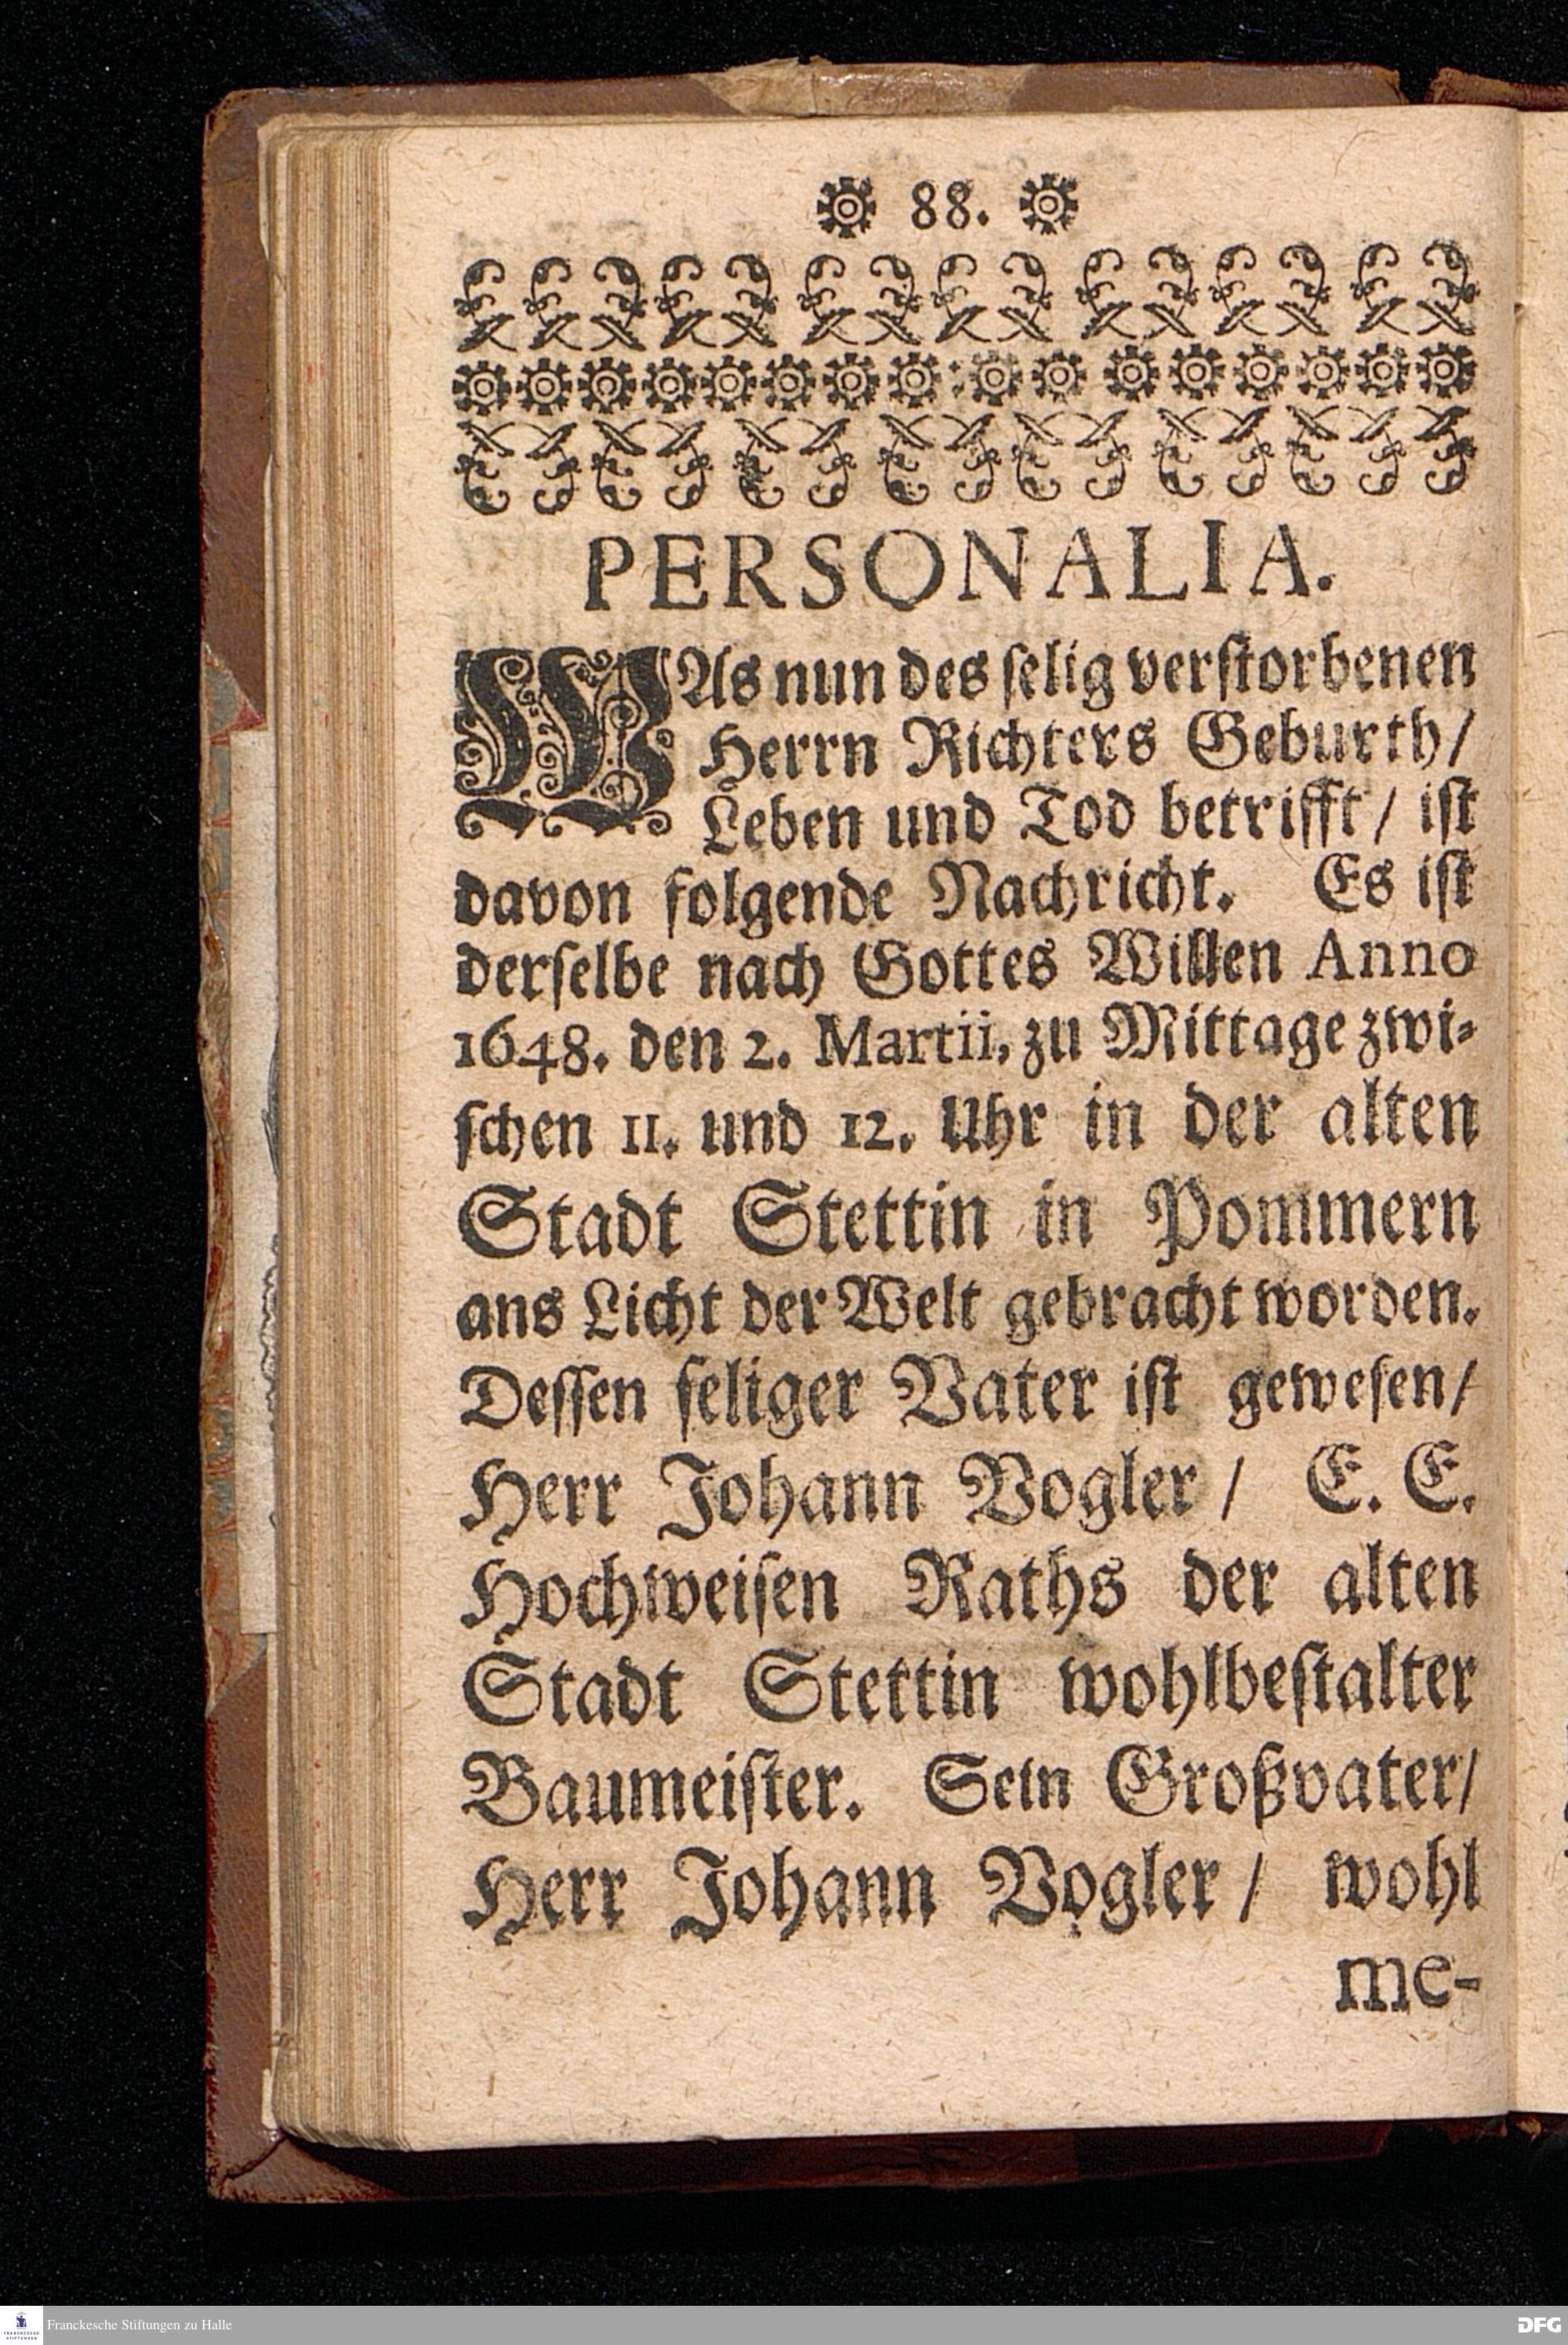 88.
PERSONALIA.
WAs nun des ſelig verſtorbenen
Herrn Richters Geburth/
Leben und Tod betrifft/ iſt
davon folgende Nachricht. Es iſt
derſelbe nach Gottes Willen Anno
1648. den 2. Martii, zu Mittage zwi-
ſchen 11. und 12. Uhr in der alten
Stadt Stettin in Pommern
ans Licht der Welt gebracht worden.
Deſſen ſeliger Vater iſt geweſen/
Herr Johann Vogler/ E. E.
Hochweiſen Raths der alten
Stadt Stettin wohlbeſtalter
Baumeiſter. Sein Großvater/
Herr Johann Vogler/ wohl
me-
FRANCKESCHE STIFTUNGEN
Franckesche Stiftungen zu Halle
DFG